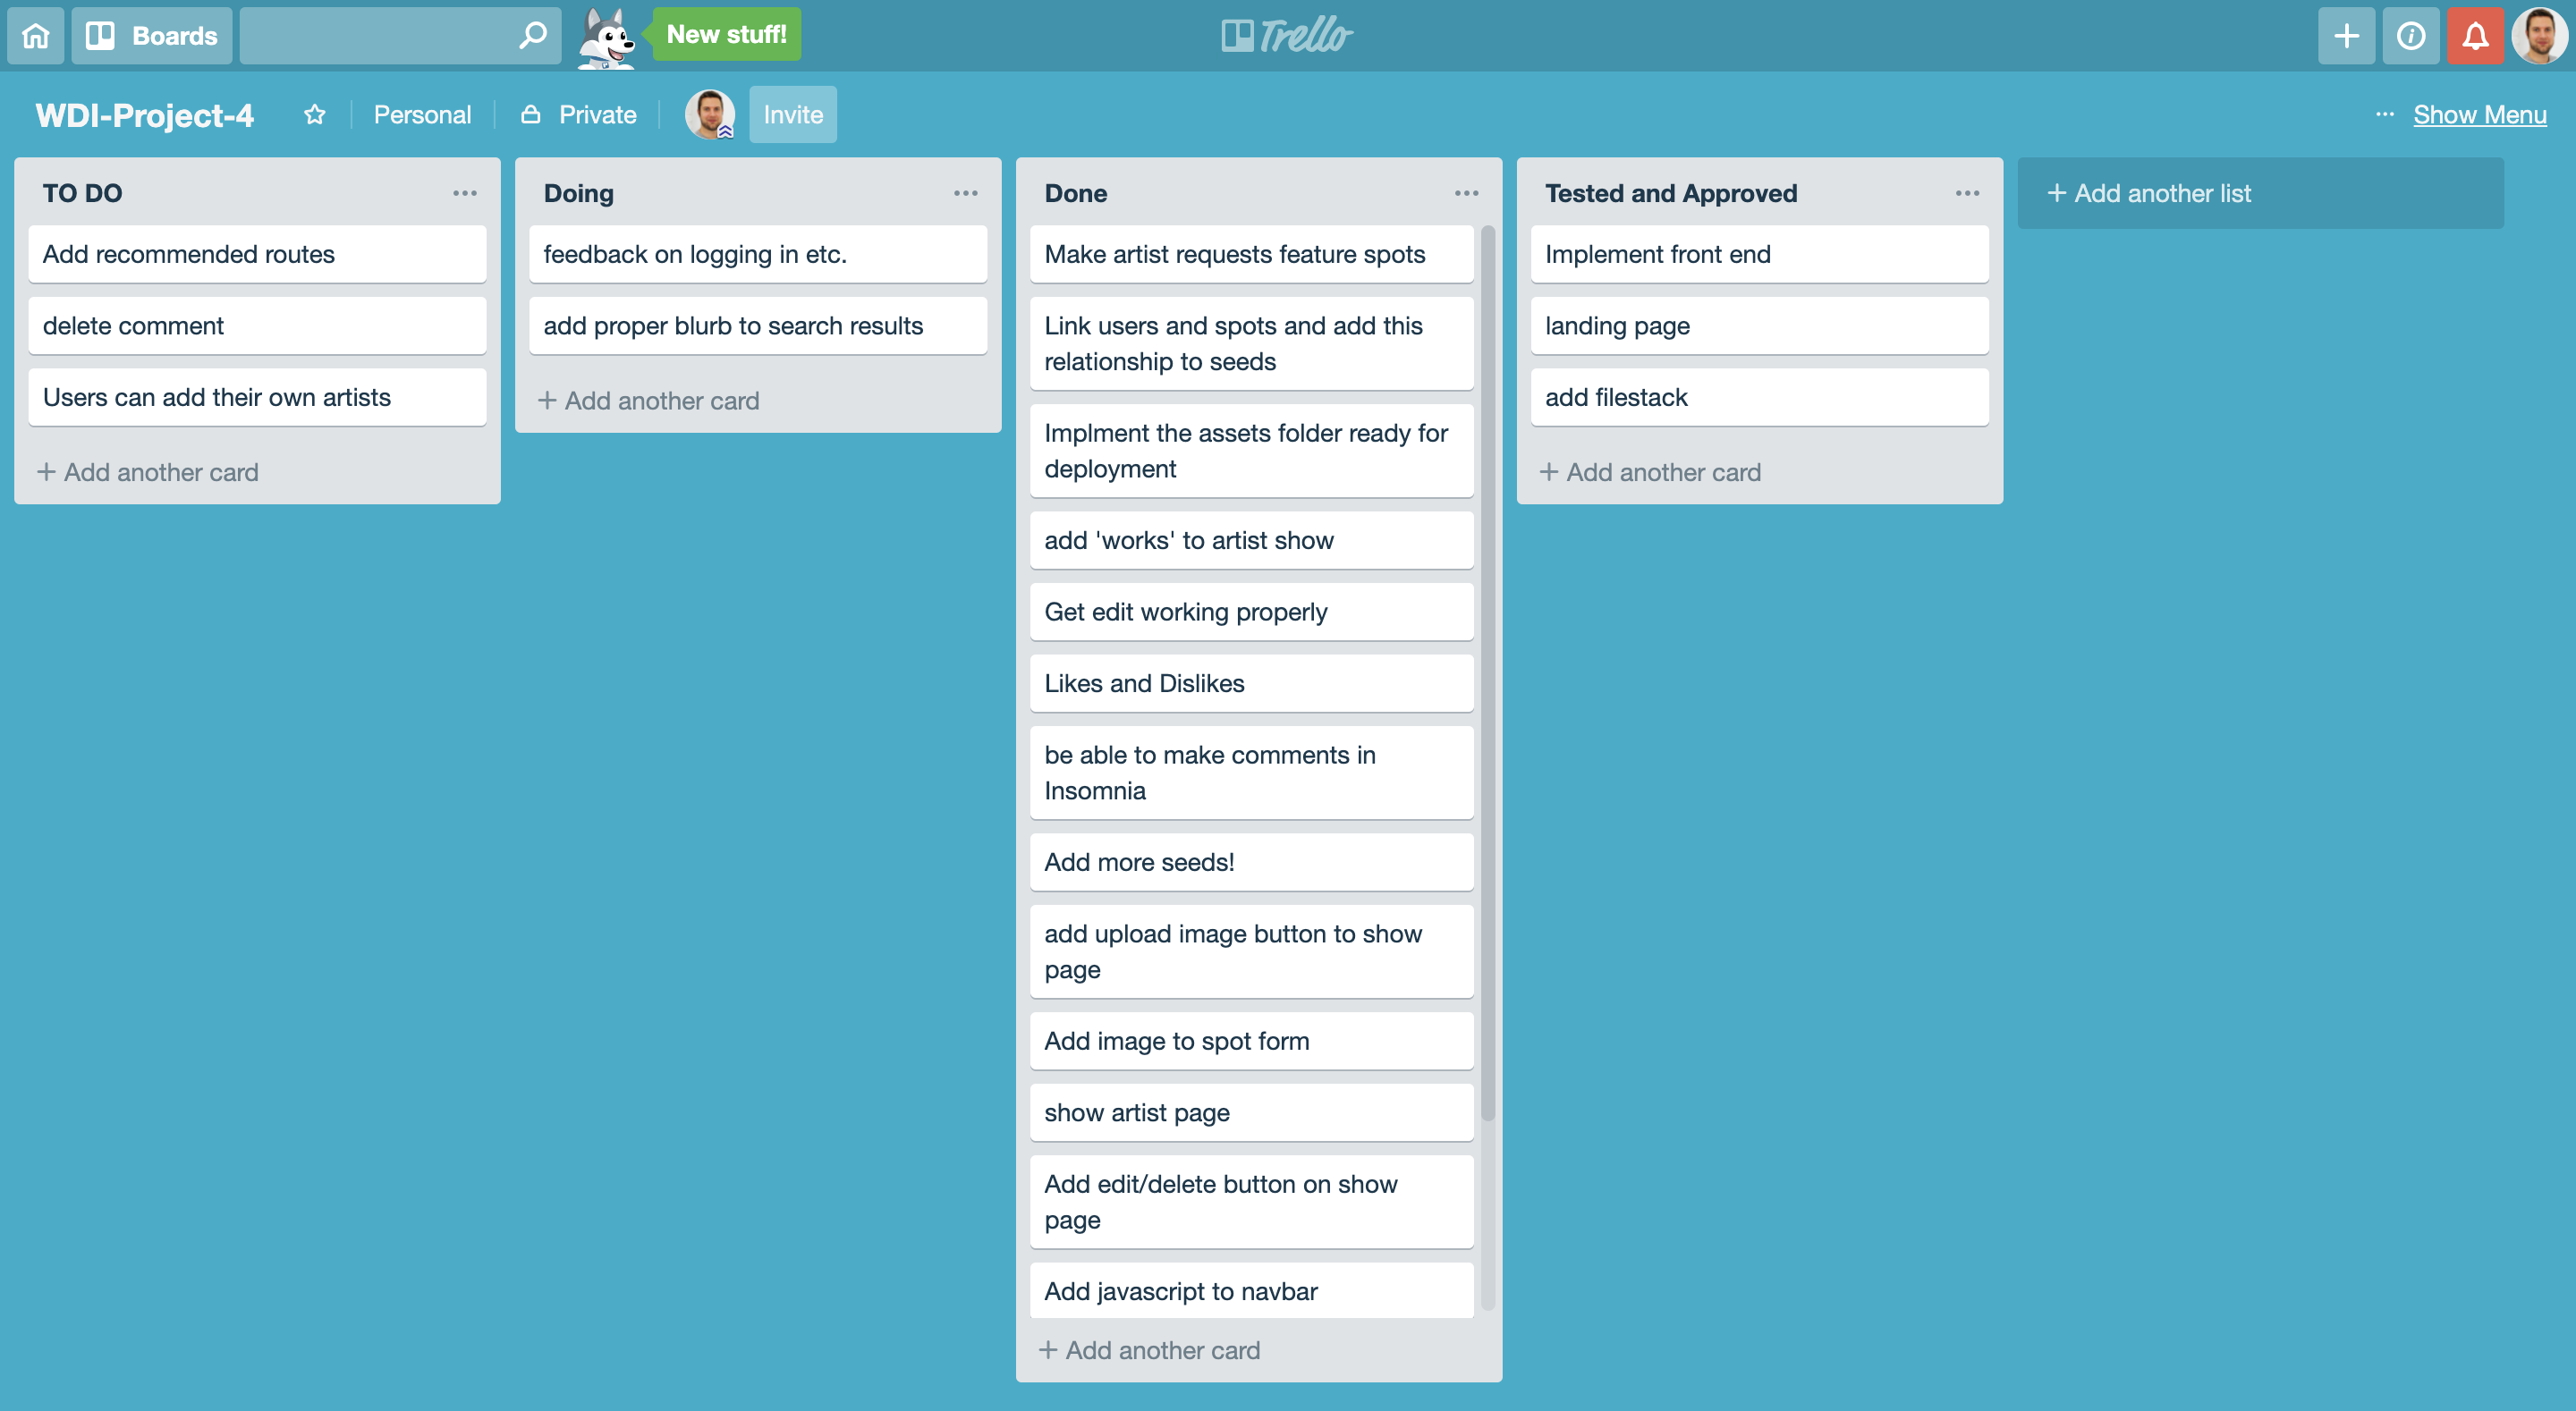 Boards
New stuff!
Trello
WDI-Project-4
Personal
Private
Invite
... Show Menu
TO DO
Add recommended routes
delete comment
Users can add their own artists
+ Add another card
Doing
feedback on logging in etc.
add proper blurb to search results
+ Add another card
Done
Make artist requests feature spots
Link users and spots and add this
relationship to seeds
Implment the assets folder ready for
deployment
add 'works' to artist show
Get edit working properly
Likes and Dislikes
be able to make comments in
Insomnia
Add more seeds!
add upload image button to show
page
Add image to spot form
show artist page
Add edit/delete button on show
page
Add javascript to navbar
+ Add another card
Tested and Approved
Implement front end
landing page
add filestack
+ Add another card
+ Add another list